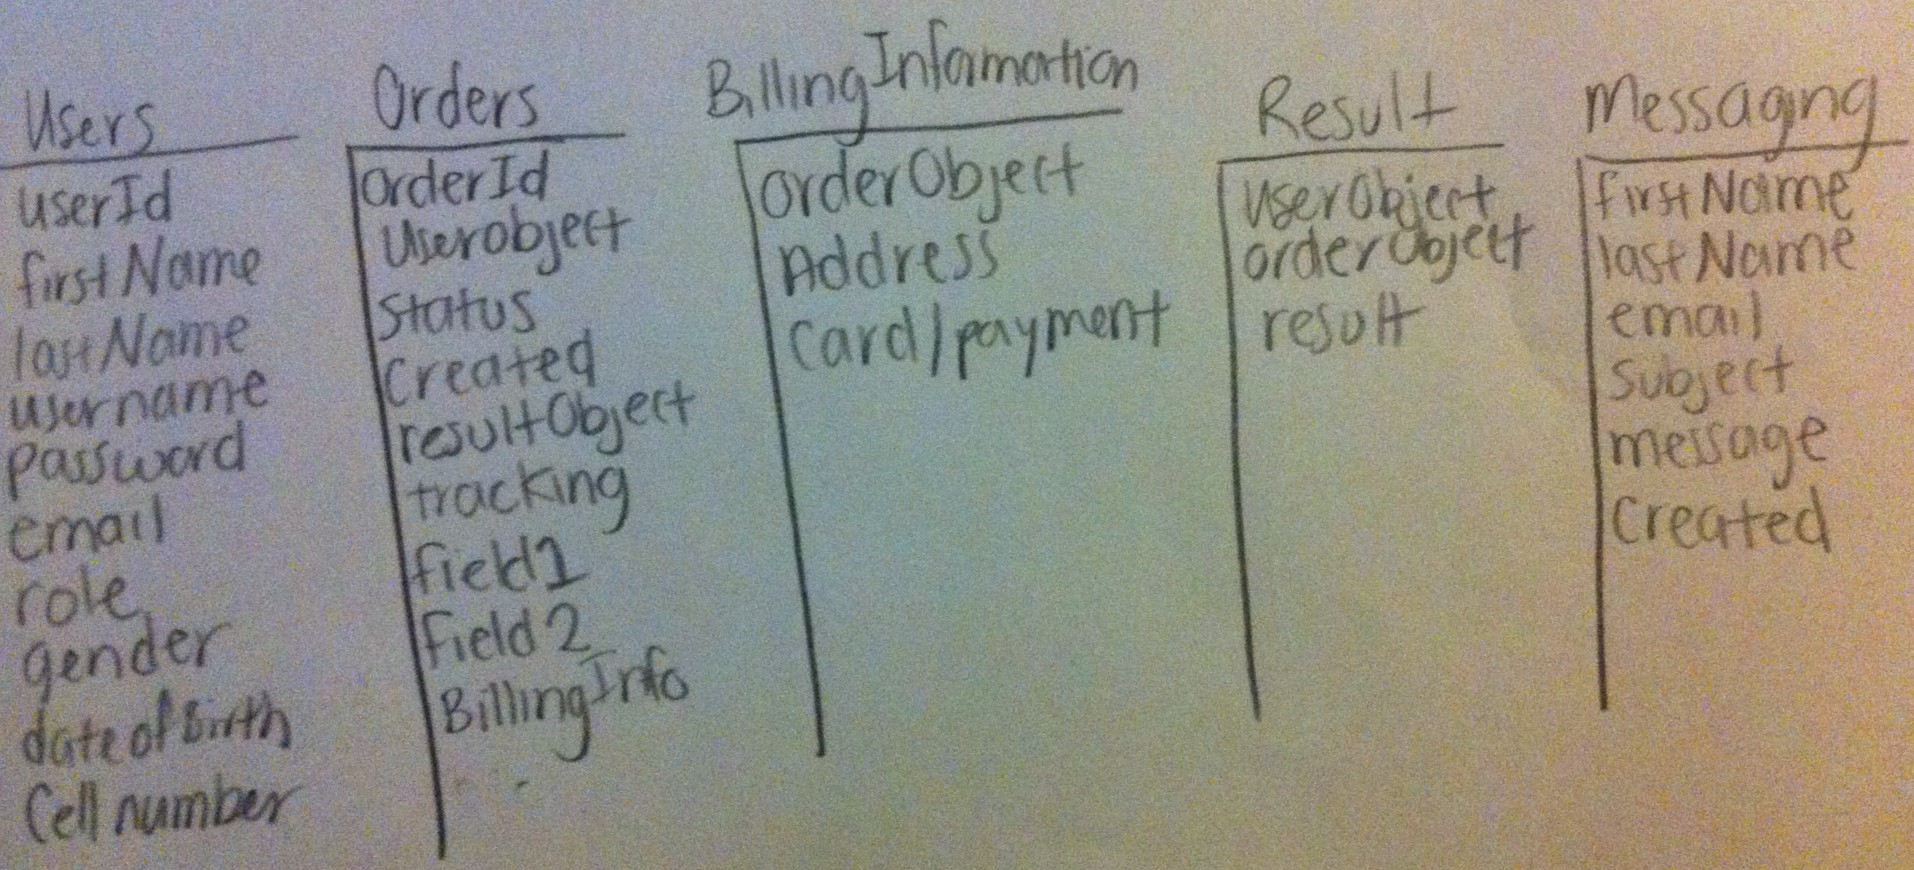 Users
userId
firstName
lastName
username
password
email
role
gender
dateofBirth
Cell number
Orders
OrderId
Userobject
Status
Created
resultObject
tracking
field1
field2
BillingInfo
BillingInformation
OrderObject
Address
Card/payment
Result
UserObject
orderObject
result
Messaging
firstName
lastName
email
Subject
message
Created